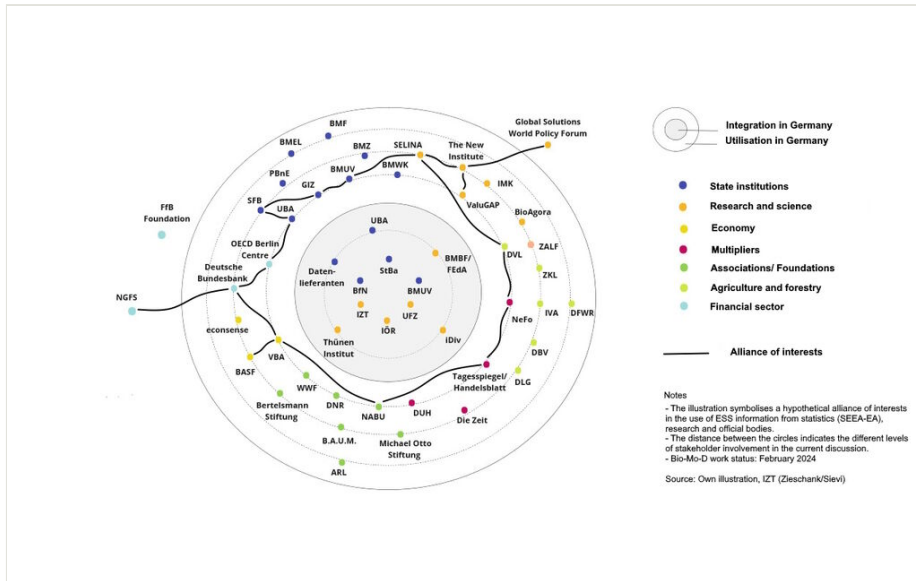 BMF
BMEL
BMZ
SELINA
The New
Institute
Global Solutions
World Policy Forum
PBnE
GIZ
BMUV
BMWK
IMK
SFB
UBA
ValuGAP
BioAgora
FfB
Foundation
OECD Berlin
Centre
UBA
DVL
ZALF
Deutsche
Bundesbank
Daten-
lieferanten
StBa
BMBF/
FEdA
ZKL
NGFS
BfN
BMUV
econsense
IZT
UFZ
NeFo
IVA
DFWR
Thünen
Institut
IÖR
iDiv
VBA
BASF
DBV
Tagesspiegel/
Handelsblatt
DLG
WWF
Bertelsmann
Stiftung
DNR
NABU
DUH
Die Zeit
B.A.U.M.
Michael Otto
Stiftung
ARL
Integration in Germany
Utilisation in Germany
State institutions
Research and science
Economy
Multipliers
Associations/ Foundations
Agriculture and forestry
Financial sector
Alliance of interests
Notes
- The illustration symbolises a hypothetical alliance of interests
in the use of ESS information from statistics (SEEA-EA),
research and official bodies.
- The distance between the circles indicates the different levels
of stakeholder involvement in the current discussion.
- Bio-Mo-D work status: February 2024
Source: Own illustration, IZT (Zieschank/Sievi)